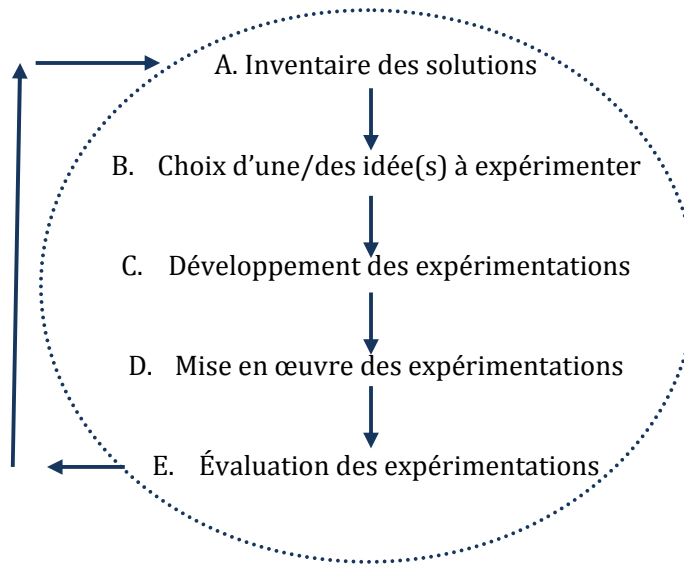 A. Inventaire des solutions
B. Choix d’une/des idée(s) à expérimenter
C. Développement des expérimentations
D. Mise en œuvre des expérimentations
E. Évaluation des expérimentations